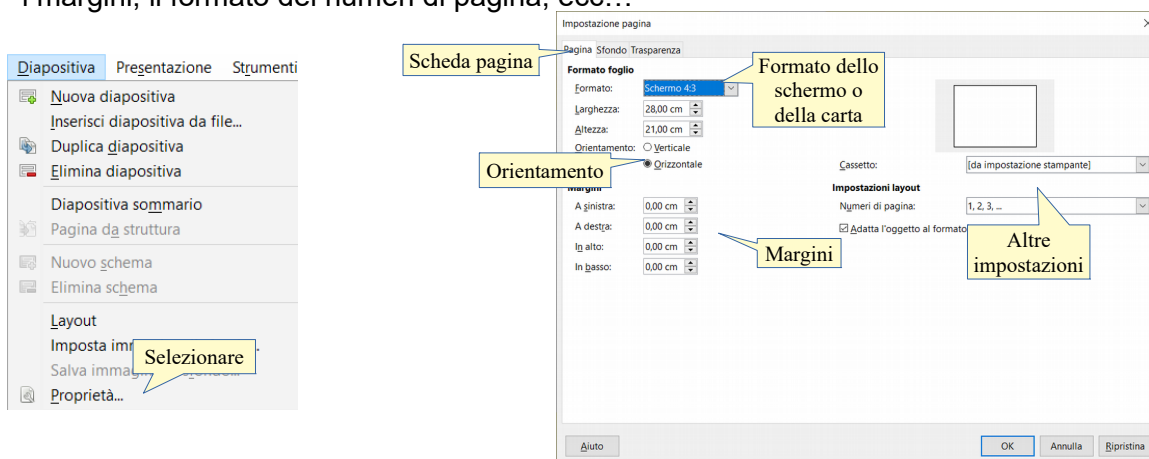 i margini, il formato dei numeri di pagina, ecc…
Diapositiva Presentazione Strumenti
Nuova diapositiva
Inserisci diapositiva da file...
Duplica diapositiva
Elimina diapositiva
Diapositiva sommario
Pagina da struttura
Nuovo schema
Elimina schema
Layout
Imposta
Selezionare
Salva
Proprietà...
Impostazione pagina
Scheda pagina
Pagina Sfondo Trasparenza
Formato foglio
Formato: Schermo 4:3
Formato dello
schermo o
della carta
Larghezza: 28,00 cm
Altezza: 21,00 cm
Orientamento: Verticale
Orizzontale
Orientamento
Cassetto: [da impostazione stampante]
Margini
Impostazioni layout
A sinistra: 0,00 cm
Numeri di pagina: 1, 2, 3, ...
A destra: 0,00 cm
Adatta l'oggetto al formato
In alto: 0,00 cm
In basso: 0,00 cm
Margini
Altre
impostazioni
Aiuto OK Annulla Ripristina